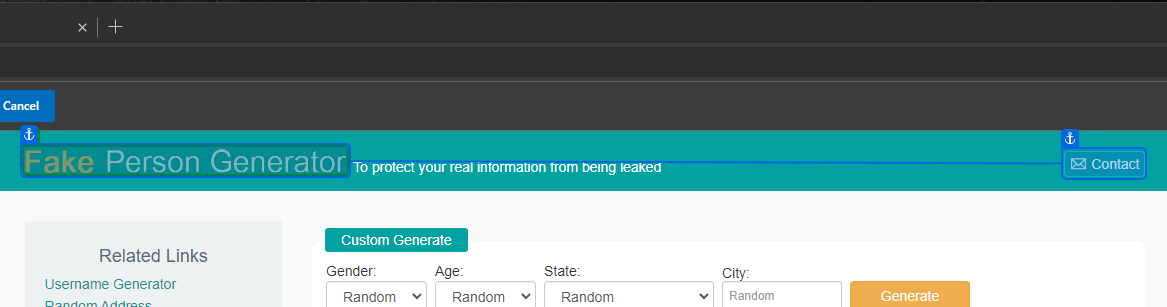 Cancel
Fake Person Generator To protect your real information from being leaked Contact
Related Links
Custom Generate
Gender: Age: State: City:
Username Generator
Random Random Random Random Generate
Random Address